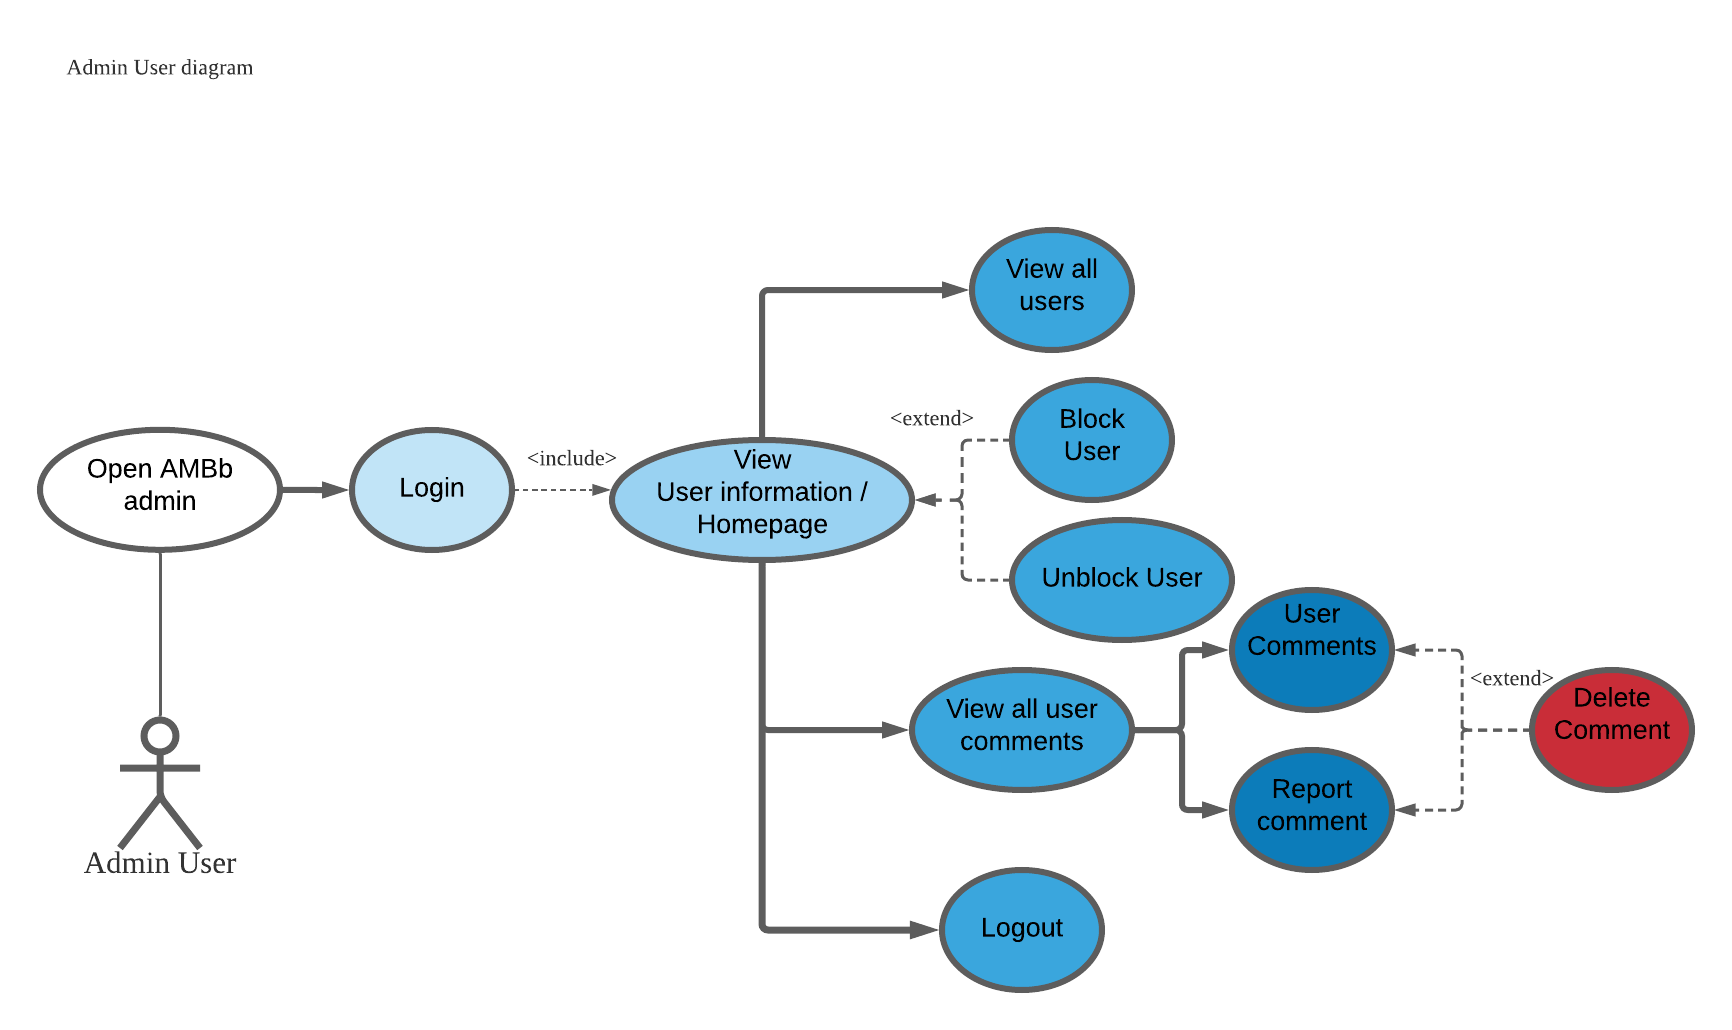 Admin User diagram
View all
users
<extend>
Block
User
Open AMBb
admin
Login
<include>
View
User information /
Homepage
Unblock User
User
Comments
<extend>
View all user
comments
Delete
Comment
Report
comment
Admin User
Logout